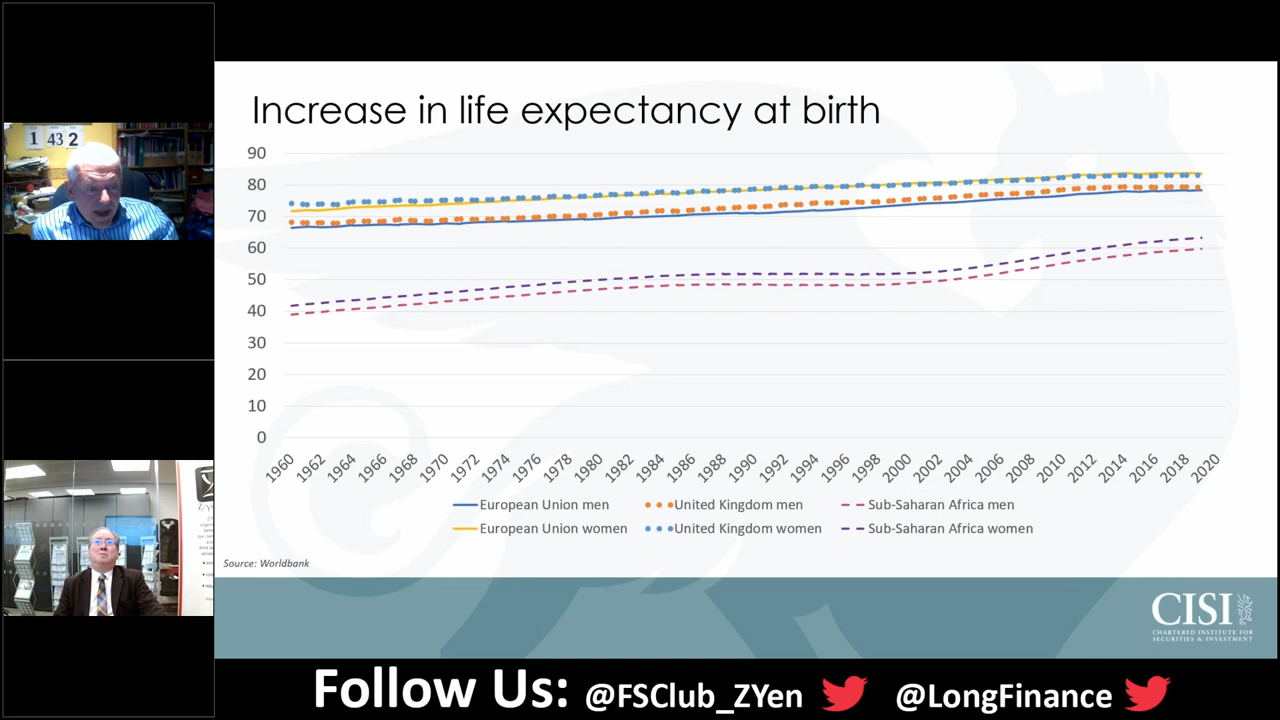 1 43 2
Increase in life expectancy at birth
90
80
70
60
50
40
30
20
10
0
1960 1962 1964 1966 1968 1970 1972 1974 1976 1978 1980 1982 1984 1986 1988 1990 1992 1994 1996 1998 2000 2002 2004 2006 2008 2010 2012 2014 2016 2018 2020
European Union men United Kingdom men Sub-Saharan Africa men
European Union women United Kingdom women Sub-Saharan Africa women
Source: Worldbank
CISI
CHARTERED INSTITUTE FOR
SECURITIES & INVESTMENT
Follow Us: @FSClub_ZYen @LongFinance